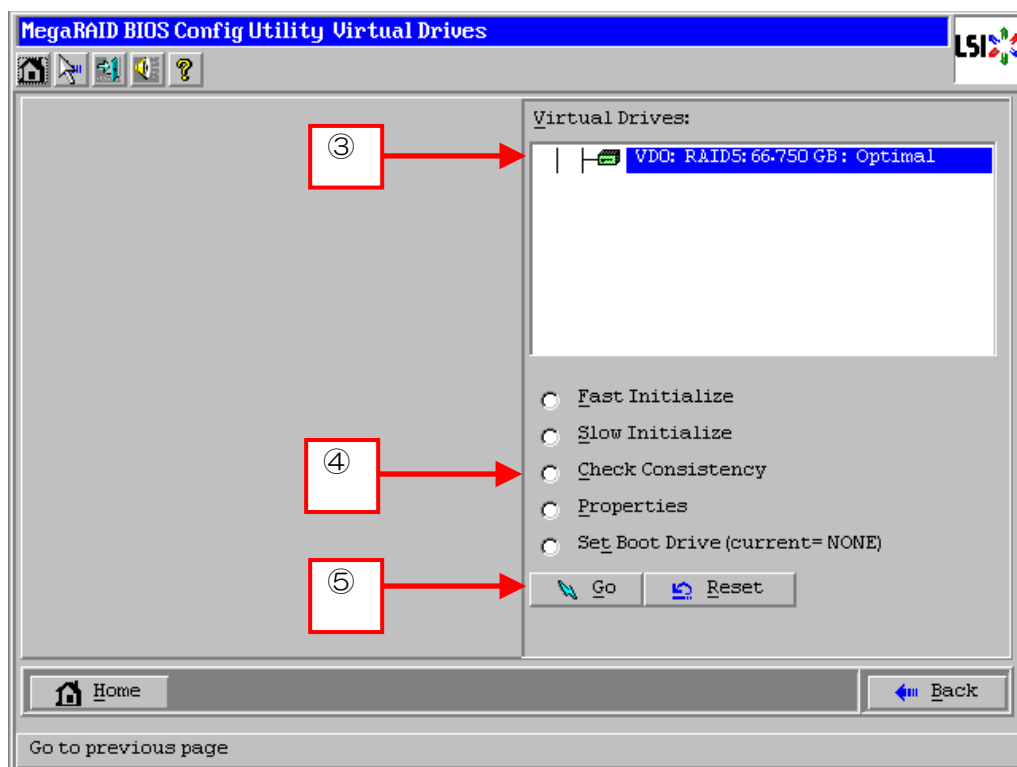 MegaRAID BIOS Config Utility Virtual Drives
LSI
Virtual Drives:
③
VD0: RAID5: 66.750 GB: Optimal
Fast Initialize
Slow Initialize
④
Check Consistency
Properties
Set Boot Drive (current= NONE)
⑤
Go
Reset
Home
Back
Go to previous page